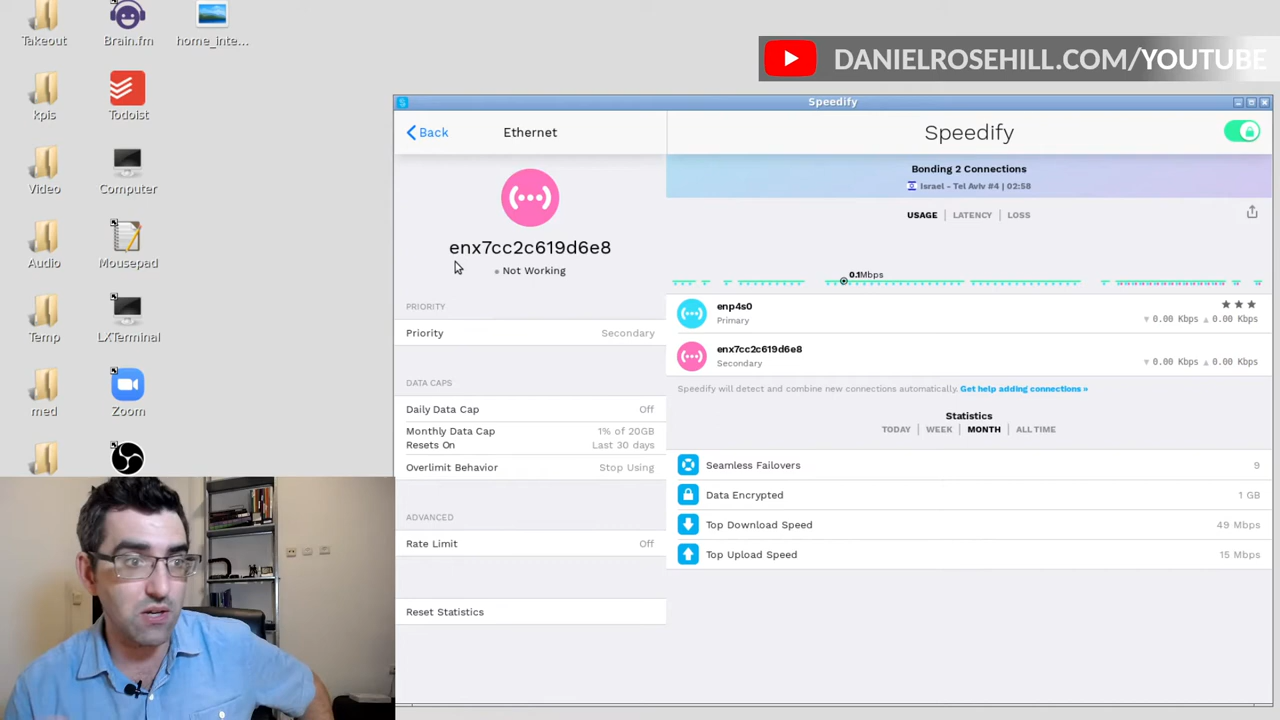 Takeout
Brain.fm
home_inte...
kpis
Todoist
Video
Computer
Audio
Mousepad
Temp
LXTerminal
med
Zoom
DANIELROSEHILL.COM/YOUTUBE
Speedify
Back
Ethernet
enx7cc2c619d6e8
Not Working
PRIORITY
Priority Secondary
DATA CAPS
Daily Data Cap Off
Monthly Data Cap 1% of 20GB
Resets On Last 30 days
Overlimit Behavior Stop Using
ADVANCED
Rate Limit Off
Reset Statistics
Speedify
Bonding 2 Connections
Israel - Tel Aviv #4 | 02:58
USAGE | LATENCY | LOSS
0.1Mbps
enp4s0
Primary
0.00 Kbps 0.00 Kbps
enx7cc2c619d6e8
Secondary
0.00 Kbps 0.00 Kbps
Speedify will detect and combine new connections automatically. Get help adding connections »
Statistics
TODAY | WEEK | MONTH | ALL TIME
Seamless Failovers 9
Data Encrypted 1 GB
Top Download Speed 49 Mbps
Top Upload Speed 15 Mbps